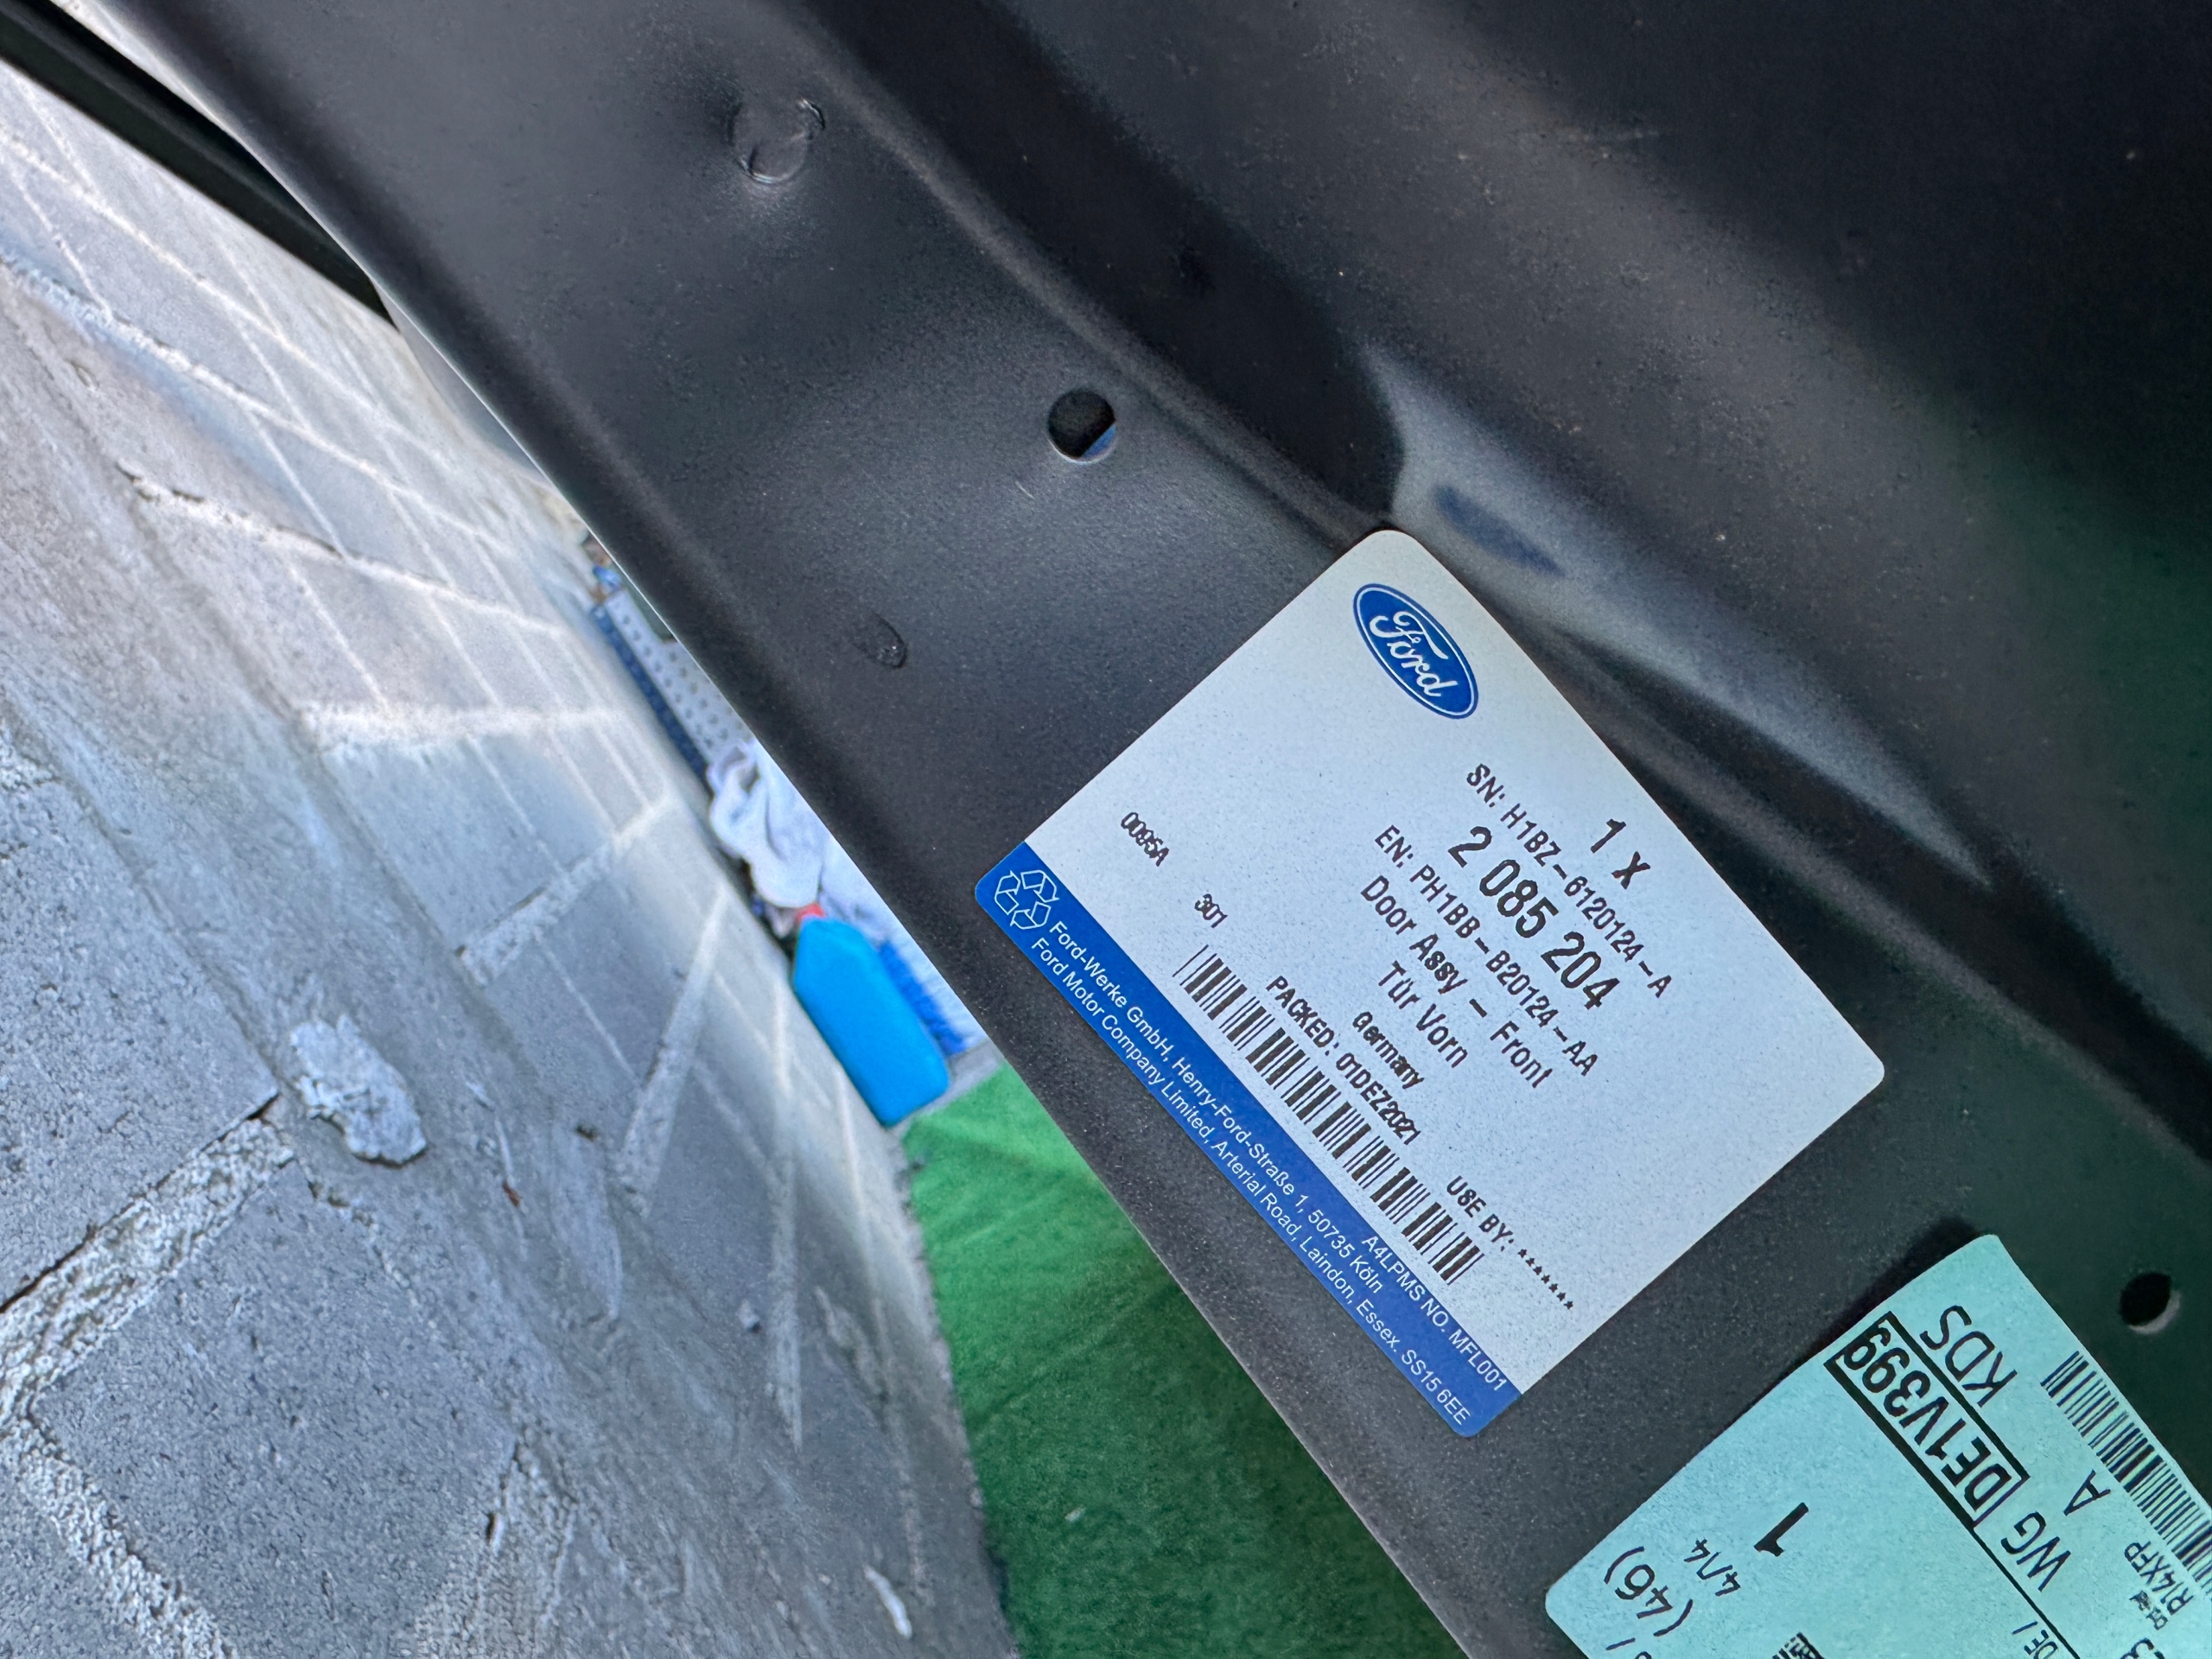 Ford
1 X
SN: H1BZ-6120124-A
2 085 204
EN: PH1BB-B20124-AA
Door Assy - Front
Tür Vorn
Germany
PACKED: 01DEZ2021 USE BY: *******
0095A 301
A4LPMS NO. MFL001
Ford-Werke GmbH, Henry-Ford-Straße 1, 50735 Köln
Ford Motor Company Limited, Arterial Road, Laindon, Essex. SS15 6EE
KDS
DE1V399
WG
A
R14XFP
DE/
1
4/14
(46)